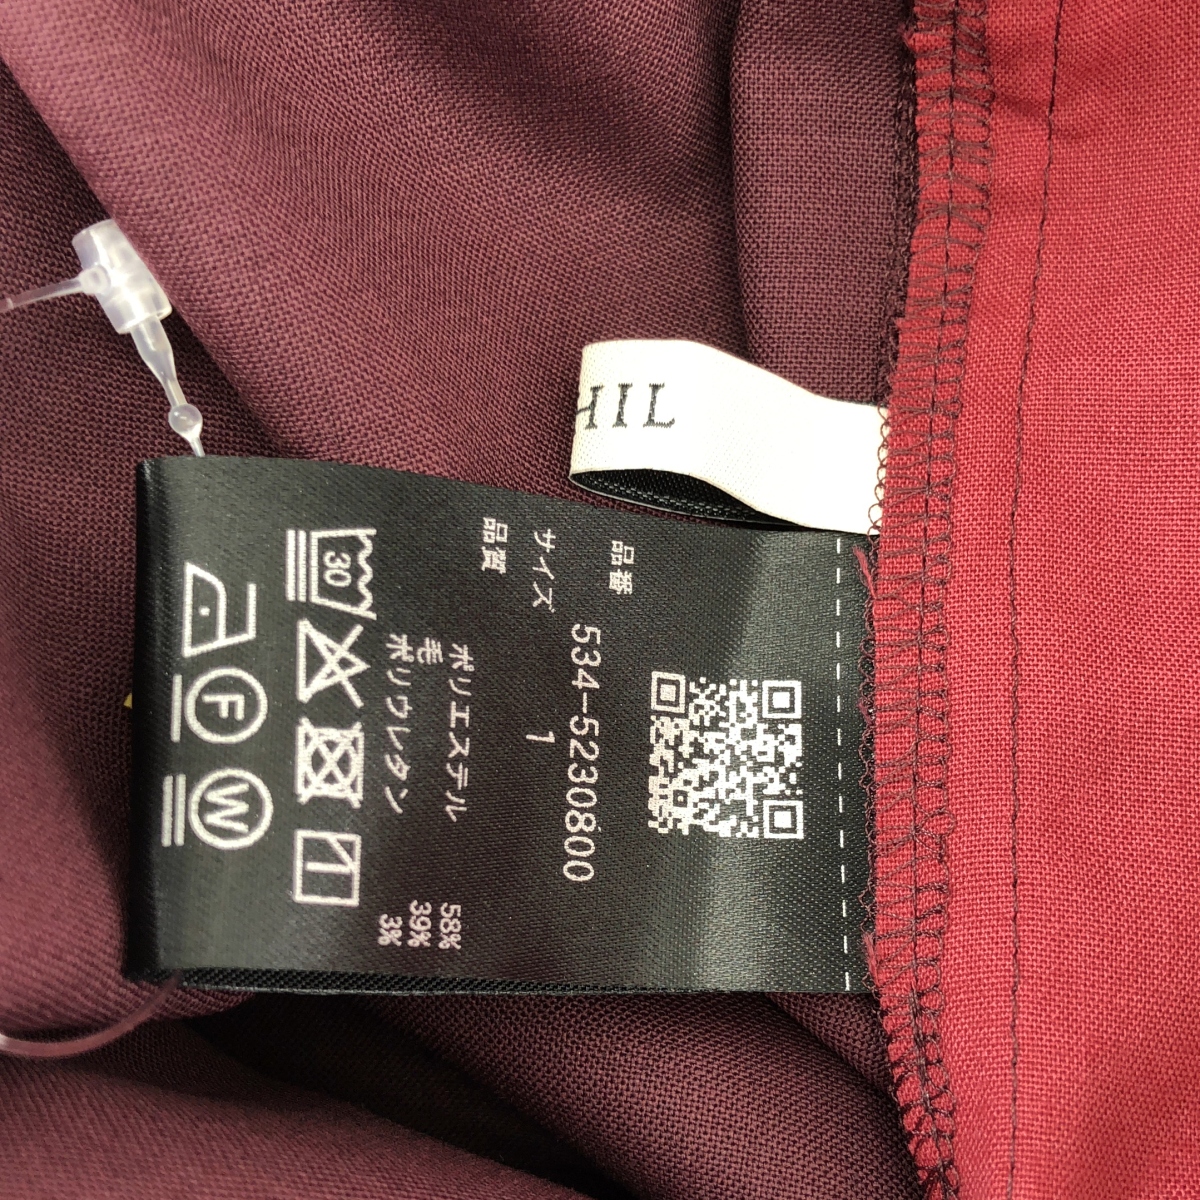 HIL
品番 534-5230800
サイズ 1
品質
ポリエステル 58%
毛 39%
ポリウレタン 3%
30
F
W